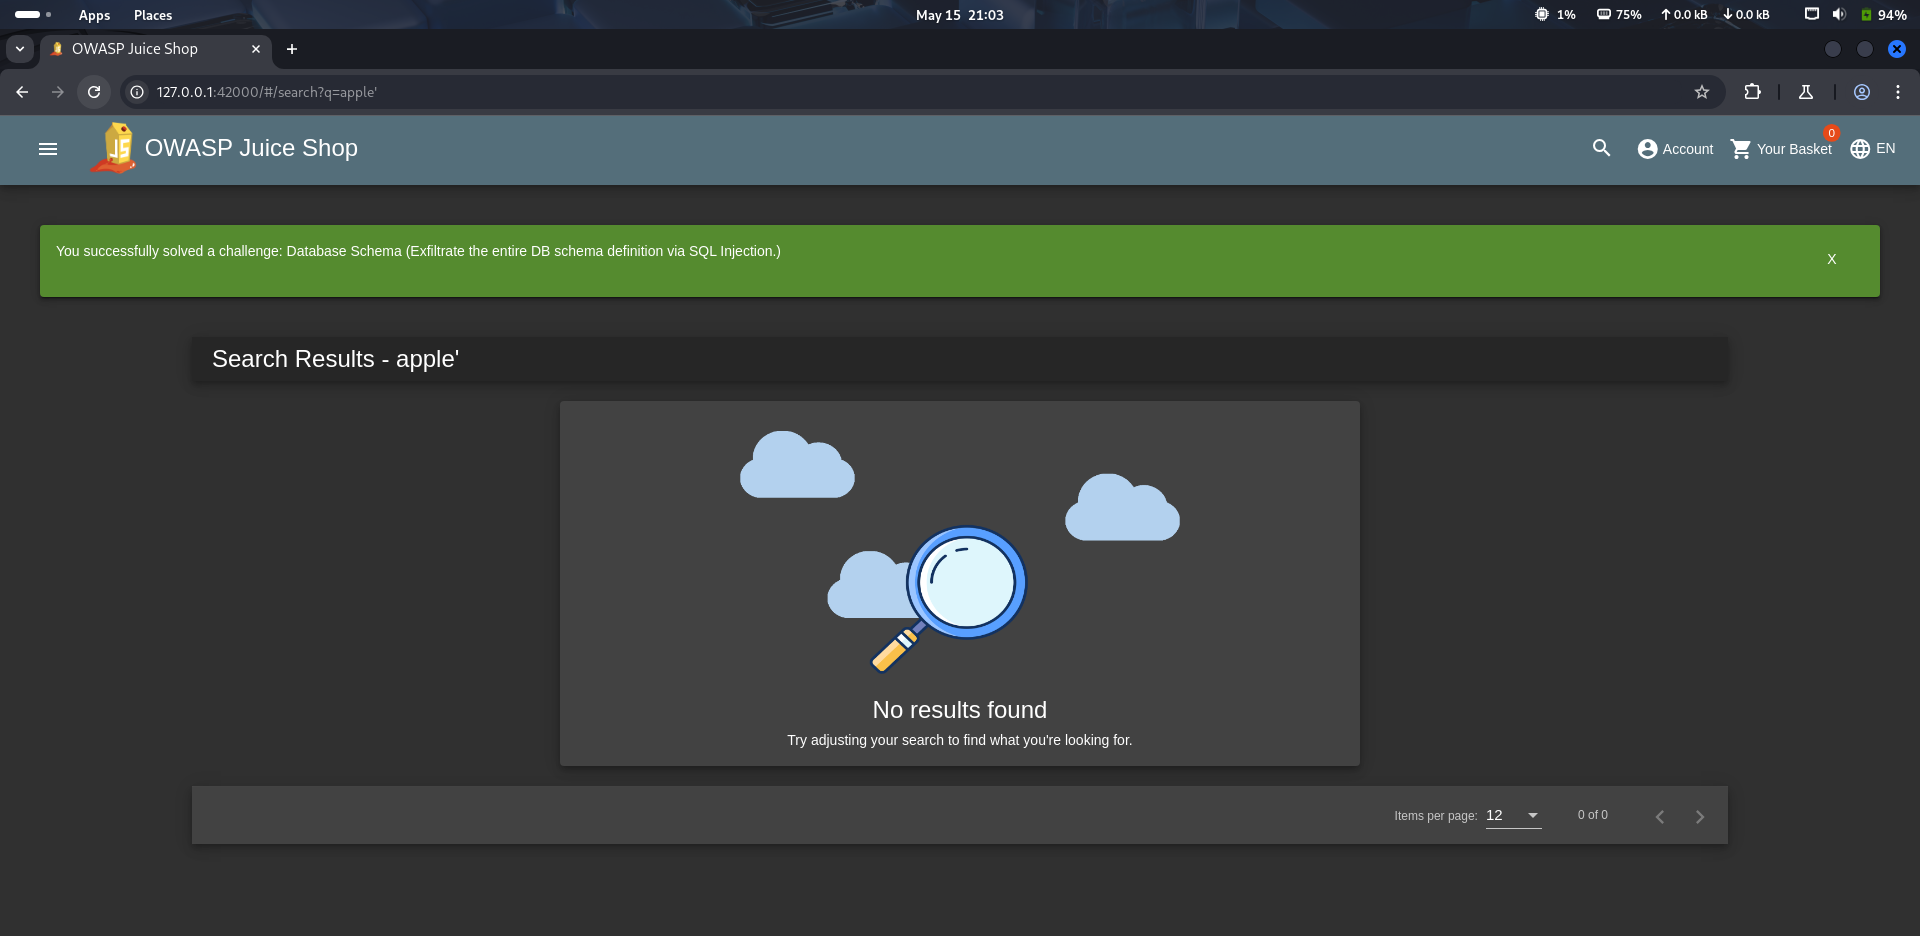 Apps Places May 15 21:03 1% 75% 0.0 kB 0.0 kB 94%
OWASP Juice Shop
127.0.0.1:42000/#/search?q=apple'
OWASP Juice Shop 0 Account Your Basket EN
You successfully solved a challenge: Database Schema (Exfiltrate the entire DB schema definition via SQL Injection.)
X
Search Results - apple'
No results found
Try adjusting your search to find what you're looking for.
Items per page: 12 0 of 0